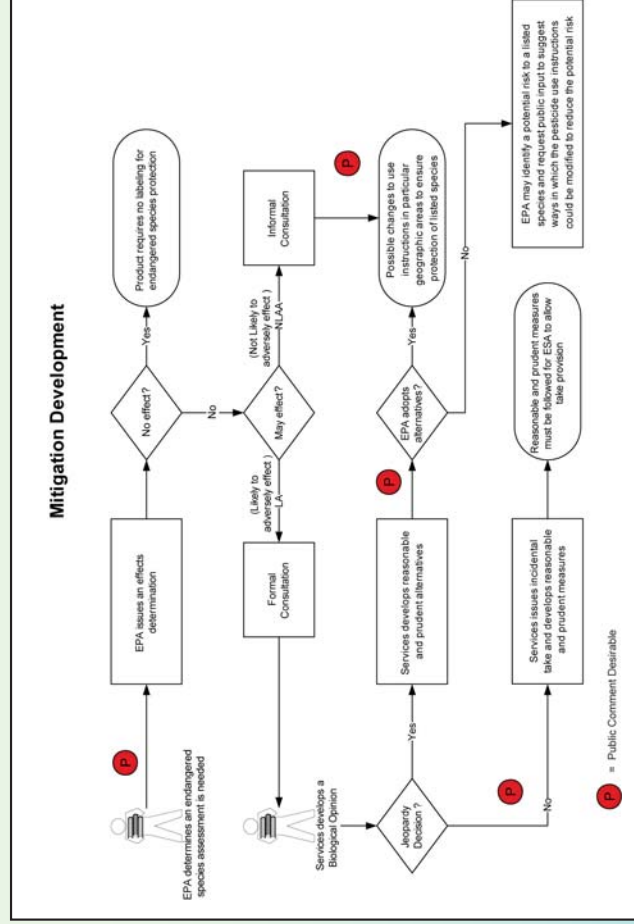 Mitigation Development
P
EPA determines an endangered
species assessment is needed
EPA issues an effects
determination
No effect?
Yes
Product requires no labeling for
endangered species protection
No
May effect?
(Likely to
adversely effect )
LA
(Not Likely to
adversely effect )
NLAA
Formal
Consultation
Informal
Consultation
P
Services develop a
Biological Opinion
Jeopardy
Decision ?
Yes
Services develops reasonable
and prudent alternatives
P
EPA adopts
alternatives?
Yes
Possible changes to use
instructions in particular
geographic areas to ensure
protection of listed species
No
EPA may identify a potential risk to a listed
species and request public input to suggest
ways in which the pesticide use instructions
could be modified to reduce the potential risk
P
No
Services issues incidental
take and develops reasonable
and prudent measures
Reasonable and prudent measures
must be followed for ESA to allow
take provision
P = Public Comment Desirable